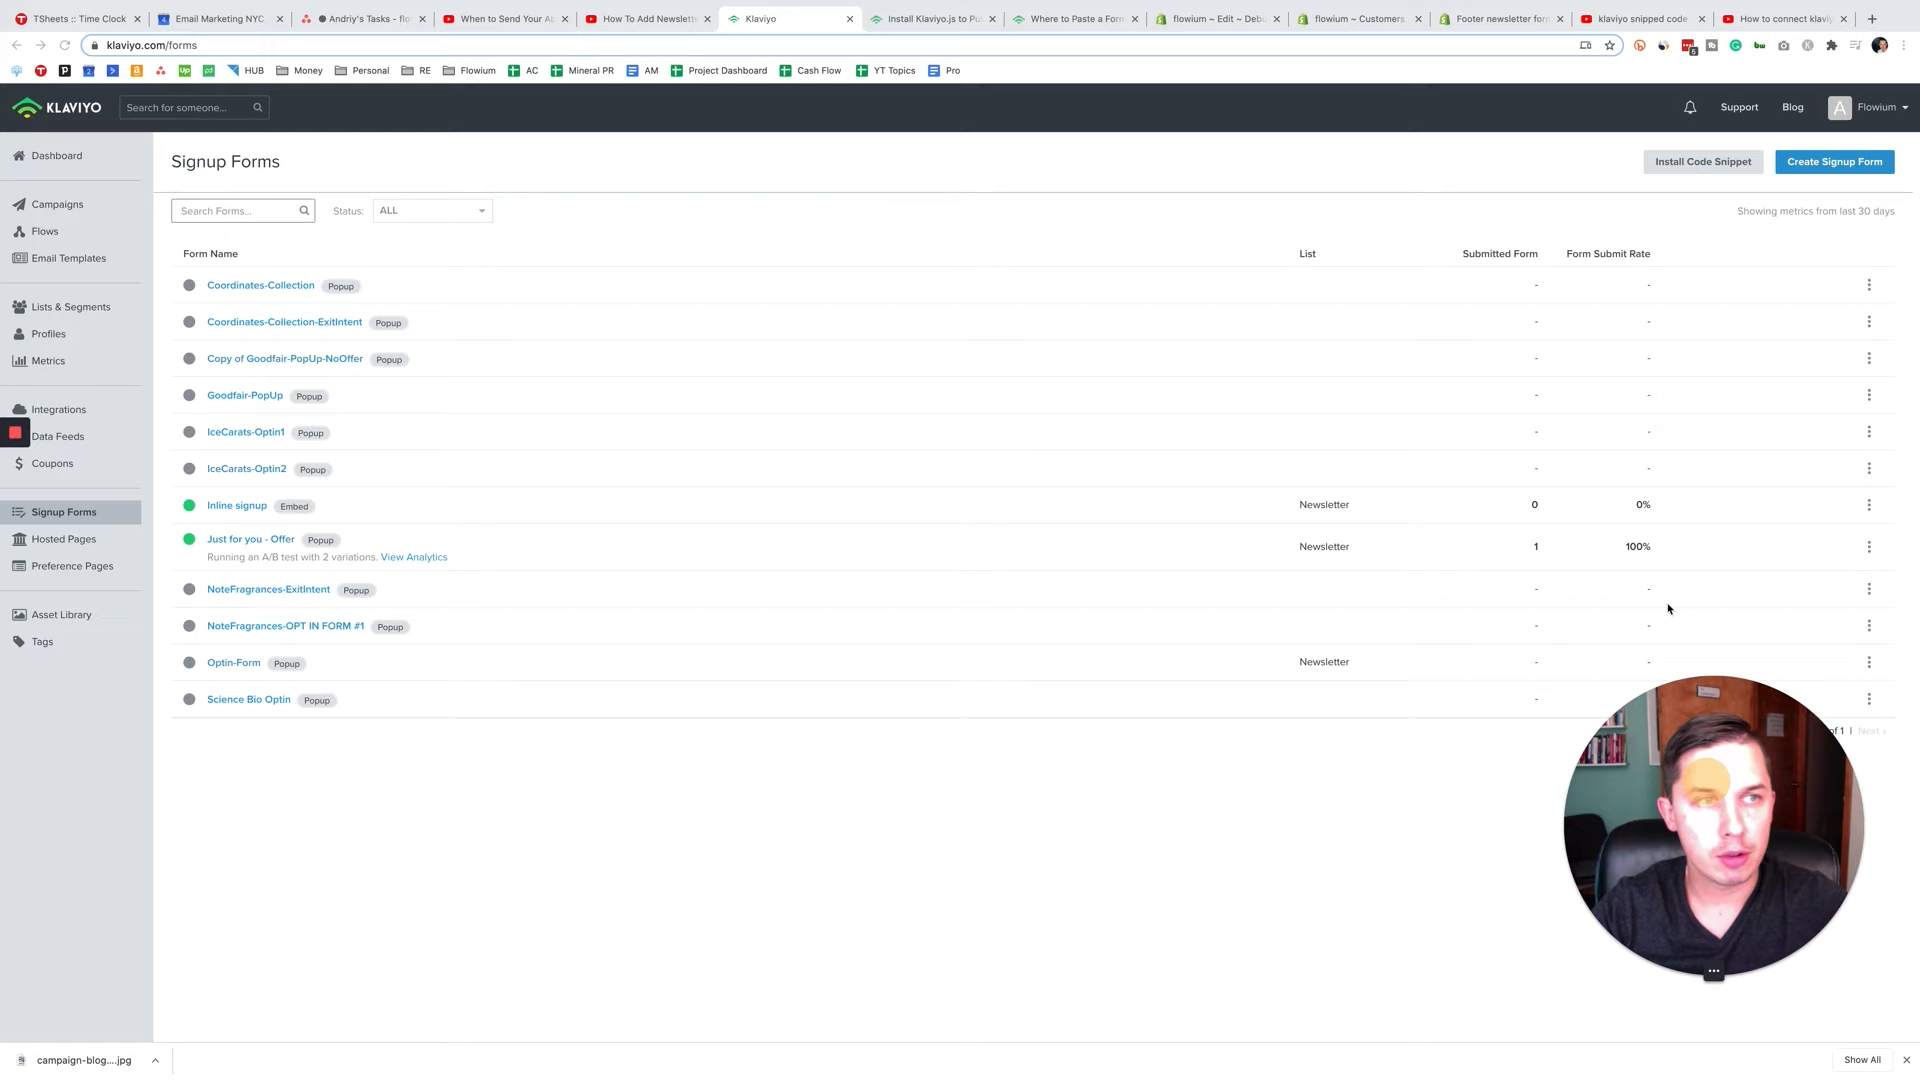 TSheets :: Time Clock
Email Marketing NYC
Andriy's Tasks - flo
When to Send Your Ab
How To Add Newslette
Klaviyo
Install Klaviyo.js to Pu
Where to Paste a Form
flowium ~ Edit ~ Debu
flowium ~ Customers
Footer newsletter form
klaviyo snipped code
How to connect klaviy
klaviyo.com/forms
HUB
Money
Personal
RE
Flowium
AC
Mineral PR
AM
Project Dashboard
Cash Flow
YT Topics
Pro
KLAVIYO
Search for someone...
Support
Blog
A
Flowium
Dashboard
Campaigns
Flows
Email Templates
Lists & Segments
Profiles
Metrics
Integrations
Data Feeds
Coupons
Signup Forms
Hosted Pages
Preference Pages
Asset Library
Tags
Signup Forms
Install Code Snippet
Create Signup Form
Search Forms...
Status:
ALL
Showing metrics from last 30 days
Form Name List Submitted Form Form Submit Rate
Coordinates-Collection Popup - -
Coordinates-Collection-ExitIntent Popup - -
Copy of Goodfair-PopUp-NoOffer Popup - -
Goodfair-PopUp Popup - -
IceCarats-Optin1 Popup - -
IceCarats-Optin2 Popup - -
Inline signup Embed Newsletter 0 0%
Just for you - Offer Popup Newsletter 1 100%
Running an A/B test with 2 variations. View Analytics
NoteFragrances-ExitIntent Popup - -
NoteFragrances-OPT IN FORM #1 Popup - -
Optin-Form Popup Newsletter - -
Science Bio Optin Popup -
of 1 | Next ›
campaign-blog....jpg
Show All